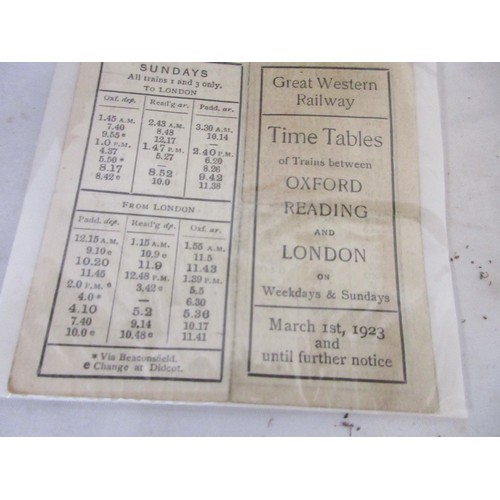 SUNDAYS
All trains 1 and 3 only.
To LONDON
Oxf. dep. Read'g ar. Padd. ar.
1.45 A.M. 2.43 A.M. 3.30 A.M.
7.40 8.48 10.14
9.55* 12.17 —
1.0 P.M. 1.47 P.M. 2.40 P.M.
4.37 5.27 6.20
5.50* — 8.26
8.17 8.52 9.42
8.42© 10.0 11.38
FROM LONDON
Padd. dep. Read'g dp. Oxf. ar.
12.15 A.M. 1.15 A.M. 1.55 A.M.
9.10© 10.9© 11.5
10.20 11.9 11.43
11.45 12.48 P.M. 1.39 P.M.
2.0 P.M.* 3.42© 5.5
4.0* — 6.30
4.10 5.2 5.36
7.40 9.14 10.17
10.0© 10.48© 11.41
* Via Beaconsfield.
© Change at Didcot.
Great Western
Railway
Time Tables
of Trains between
OXFORD
READING
AND
LONDON
ON
Weekdays & Sundays
March 1st, 1923
and
until further notice